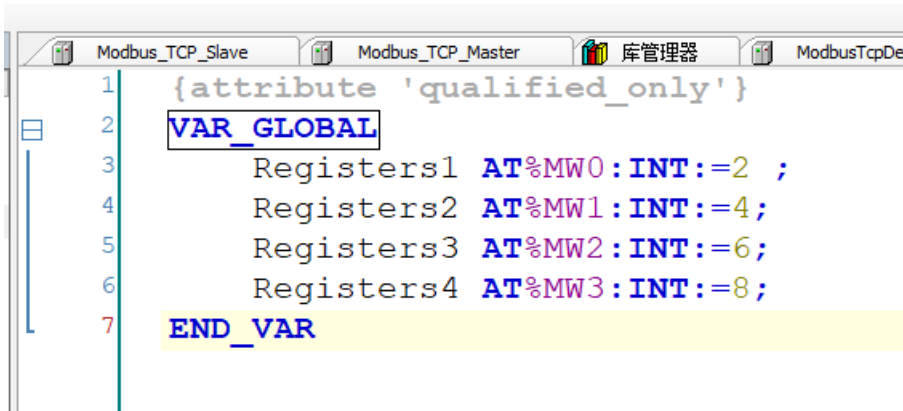 Modbus_TCP_Slave Modbus_TCP_Master 库管理器 ModbusTcpDe
1 {attribute 'qualified_only'}
2 VAR_GLOBAL
3 Registers1 AT%MW0:INT:=2 ;
4 Registers2 AT%MW1:INT:=4;
5 Registers3 AT%MW2:INT:=6;
6 Registers4 AT%MW3:INT:=8;
7 END_VAR